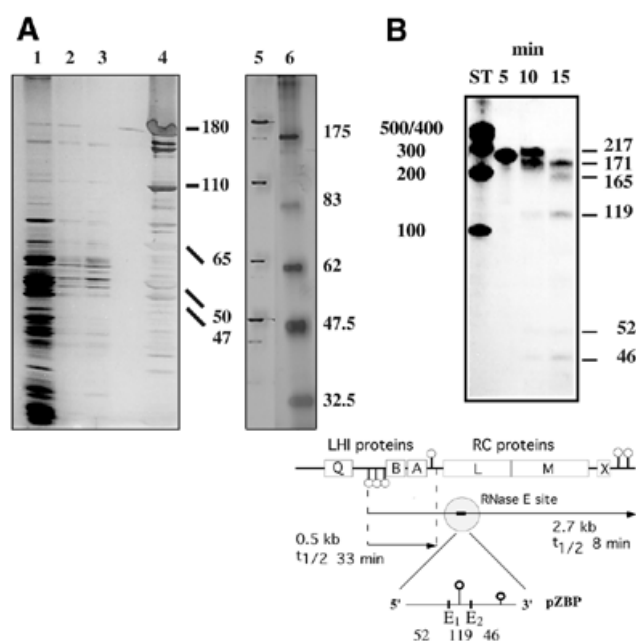 A
B
1 2 3 4
5 6
180
110
65
50
47
175
83
62
47.5
32.5
min
ST 5 10 15
500/400
300
200
100
217
171
165
119
52
46
LHI proteins RC proteins
Q B A L M X
RNase E site
0.5 kb
t1/2 33 min
2.7 kb
t1/2 8 min
5' 3' pZBP
E1 E2
52 119 46